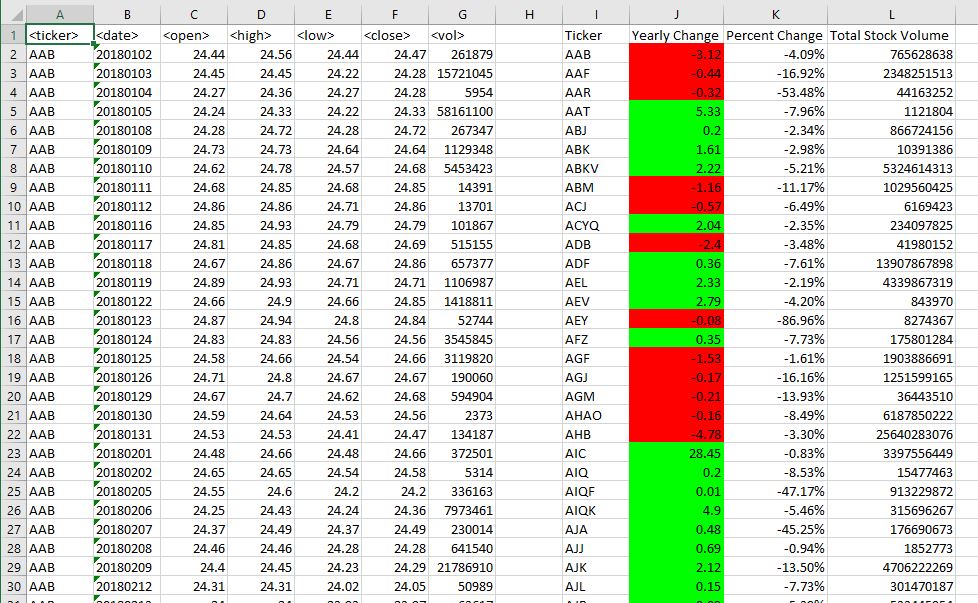 A B C D E F G H I J K L
1 <ticker> <date> <open> <high> <low> <close> <vol> Ticker Yearly Change Percent Change Total Stock Volume
2 AAB 20180102 24.44 24.56 24.44 24.47 261879 AAB -3.12 -4.09% 765628638
3 AAB 20180103 24.45 24.45 24.22 24.28 15721045 AAF -0.44 -16.92% 2348251513
4 AAB 20180104 24.27 24.36 24.27 24.28 5954 AAR -0.32 -53.48% 44163252
5 AAB 20180105 24.24 24.33 24.22 24.33 58161100 AAT 5.33 -7.96% 1121804
6 AAB 20180108 24.28 24.72 24.28 24.72 267347 ABJ 0.2 -2.34% 866724156
7 AAB 20180109 24.73 24.73 24.64 24.64 1129348 ABK 1.61 -2.98% 10391386
8 AAB 20180110 24.62 24.78 24.57 24.68 5453423 ABKV 2.22 -5.21% 5324614313
9 AAB 20180111 24.68 24.85 24.68 24.85 14391 ABM -1.16 -11.17% 1029560425
10 AAB 20180112 24.86 24.86 24.71 24.86 13701 ACJ -0.57 -6.49% 6169423
11 AAB 20180116 24.85 24.93 24.79 24.79 101867 ACYQ 2.04 -2.35% 234097825
12 AAB 20180117 24.81 24.85 24.68 24.69 515155 ADB -2.4 -3.48% 41980152
13 AAB 20180118 24.67 24.86 24.67 24.86 657377 ADF 0.36 -7.61% 13907867898
14 AAB 20180119 24.89 24.93 24.71 24.71 1106987 AEL 2.33 -2.19% 4339867319
15 AAB 20180122 24.66 24.9 24.66 24.85 1418811 AEV 2.79 -4.20% 843970
16 AAB 20180123 24.87 24.94 24.8 24.84 52744 AEY -0.08 -86.96% 8274367
17 AAB 20180124 24.83 24.83 24.56 24.56 3545845 AFZ 0.35 -7.73% 175801284
18 AAB 20180125 24.58 24.66 24.54 24.66 3119820 AGF -1.53 -1.61% 1903886691
19 AAB 20180126 24.71 24.8 24.67 24.67 190060 AGJ -0.17 -16.16% 1251599165
20 AAB 20180129 24.67 24.7 24.62 24.68 594904 AGM -0.21 -13.93% 36443510
21 AAB 20180130 24.59 24.64 24.53 24.56 2373 AHAO -0.16 -8.49% 6187850222
22 AAB 20180131 24.53 24.53 24.41 24.47 134187 AHB -4.78 -3.30% 25640283076
23 AAB 20180201 24.48 24.66 24.48 24.66 372501 AIC 28.45 -0.83% 3397556449
24 AAB 20180202 24.65 24.65 24.54 24.58 5314 AIQ 0.2 -8.53% 15477463
25 AAB 20180205 24.55 24.6 24.2 24.2 336163 AIQF 0.01 -47.17% 913229872
26 AAB 20180206 24.25 24.43 24.24 24.36 7973461 AIQK 4.9 -5.46% 315696267
27 AAB 20180207 24.37 24.49 24.37 24.49 230014 AJA 0.48 -45.25% 176690673
28 AAB 20180208 24.46 24.46 24.28 24.28 641540 AJJ 0.69 -0.94% 1852773
29 AAB 20180209 24.4 24.45 24.23 24.29 21786910 AJK 2.12 -13.50% 4706222269
30 AAB 20180212 24.31 24.31 24.02 24.05 50989 AJL 0.15 -7.73% 301470187